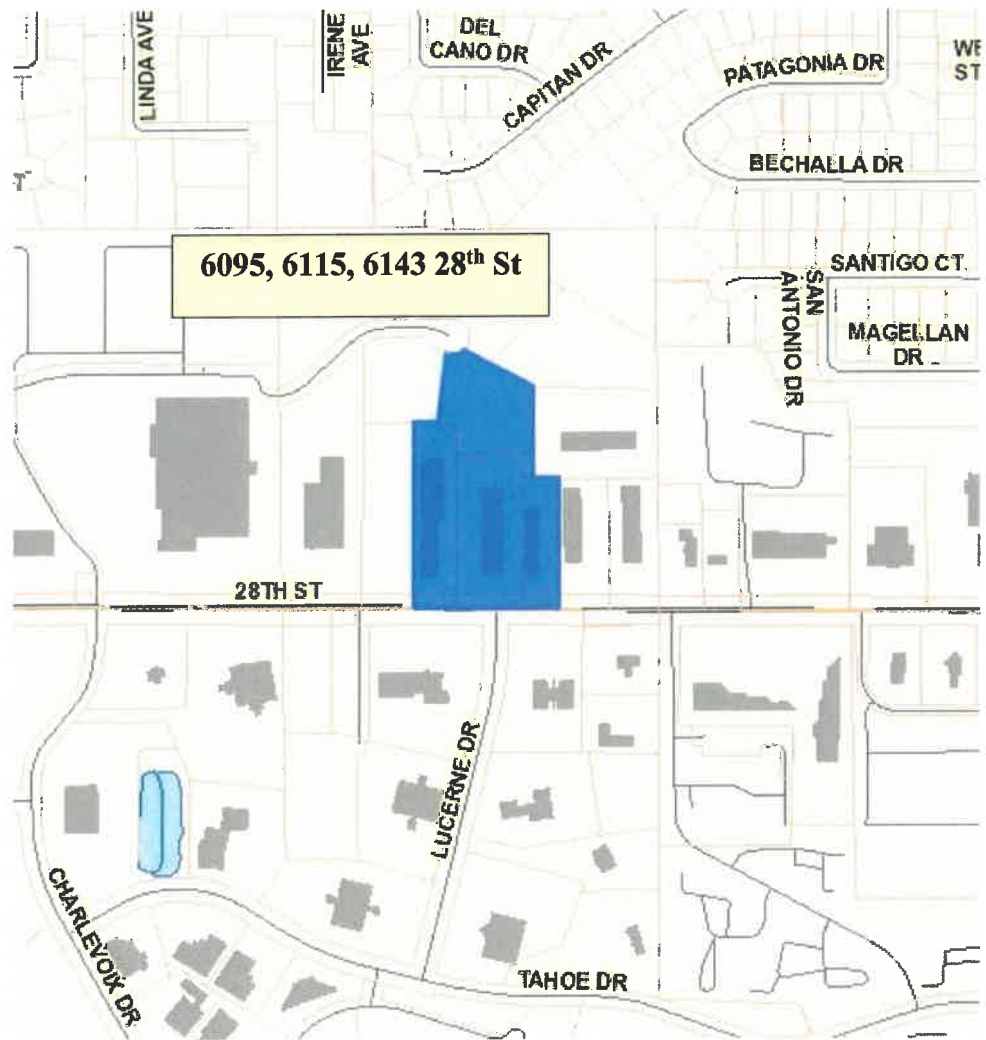 LINDA AVE
IRENE
AVE
DEL
CANO DR
CAPITAN DR
PATAGONIA DR
WE
ST
BECHALLA DR
6095, 6115, 6143 28th St
SANTIGO CT
SAN
ANTONIO DR
MAGELLAN
DR
28TH ST
LUCERNE DR
CHARLEVOIX DR
TAHOE DR